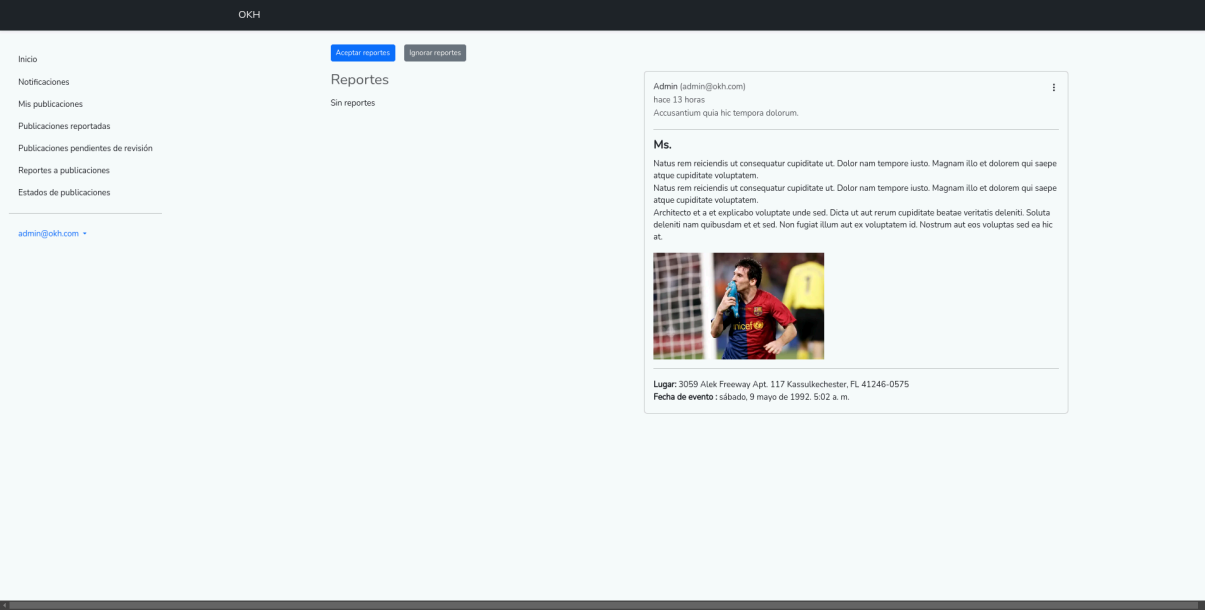 OKH
Inicio
Notificaciones
Mis publicaciones
Publicaciones reportadas
Publicaciones pendientes de revisión
Reportes a publicaciones
Estados de publicaciones
admin@okh.com
Aceptar reportes
Ignorar reportes
Reportes
Sin reportes
Admin (admin@okh.com)
hace 13 horas
Accusantium quia hic tempora dolorum.
Ms.
Natus rem reiciendis ut consequatur cupiditate ut. Dolor nam tempore iusto. Magnam illo et dolorem qui saepe
atque cupiditate voluptatem.
Natus rem reiciendis ut consequatur cupiditate ut. Dolor nam tempore iusto. Magnam illo et dolorem qui saepe
atque cupiditate voluptatem.
Architecto et a et explicabo voluptate unde sed. Dicta ut aut rerum cupiditate beatae veritatis deleniti. Soluta
deleniti nam quibusdam et et sed. Non fugiat illum aut ex voluptatem id. Nostrum aut eos voluptas sed ea hic
at.
unicef
1
Lugar: 3059 Alek Freeway Apt. 117 Kassulkechester, FL 41246-0575
Fecha de evento : sábado, 9 mayo de 1992. 5:02 a. m.